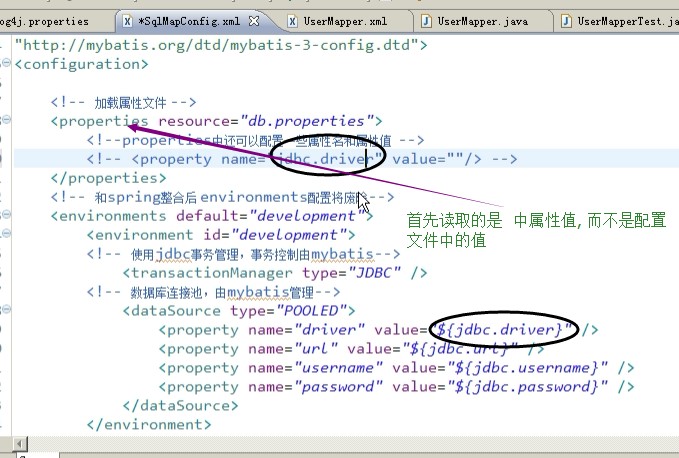 og4j.properties *SqlMapConfig.xml UserMapper.xml UserMapper.java UserMapperTest.ja
"http://mybatis.org/dtd/mybatis-3-config.dtd">
<configuration>
<!-- 加载属性文件 -->
<properties resource="db.properties">
<!--properties中还可以配置一些属性名和属性值 -->
<!-- <property name="jdbc.driver" value=""/> -->
</properties>
<!-- 和spring整合后 environments配置将废除-->
<environments default="development">
<environment id="development">
<!-- 使用jdbc事务管理，事务控制由mybatis-->
<transactionManager type="JDBC" />
<!-- 数据库连接池，由mybatis管理-->
<dataSource type="POOLED">
<property name="driver" value="${jdbc.driver}" />
<property name="url" value="${jdbc.url}" />
<property name="username" value="${jdbc.username}" />
<property name="password" value="${jdbc.password}" />
</dataSource>
</environment>
首先读取的是 中属性值, 而不是配置
文件中的值